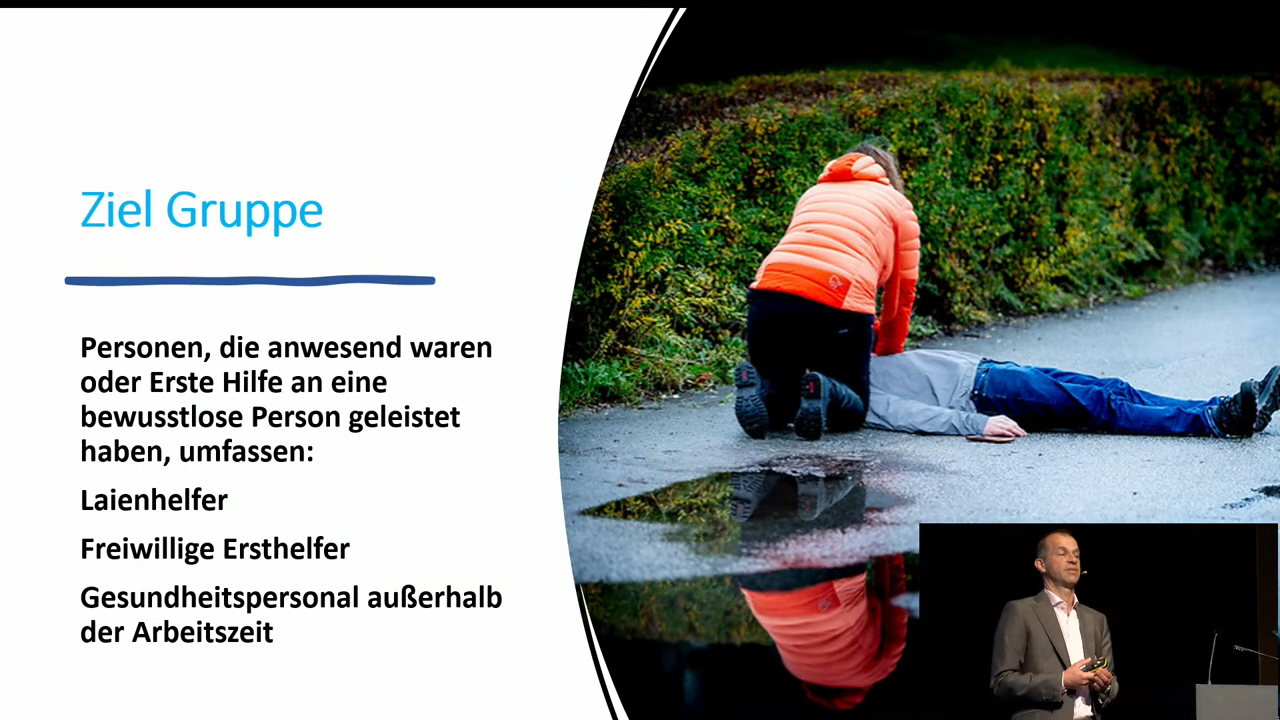 Ziel Gruppe
Personen, die anwesend waren
oder Erste Hilfe an eine
bewusstlose Person geleistet
haben, umfassen:
Laienhelfer
Freiwillige Ersthelfer
Gesundheitspersonal außerhalb
der Arbeitszeit